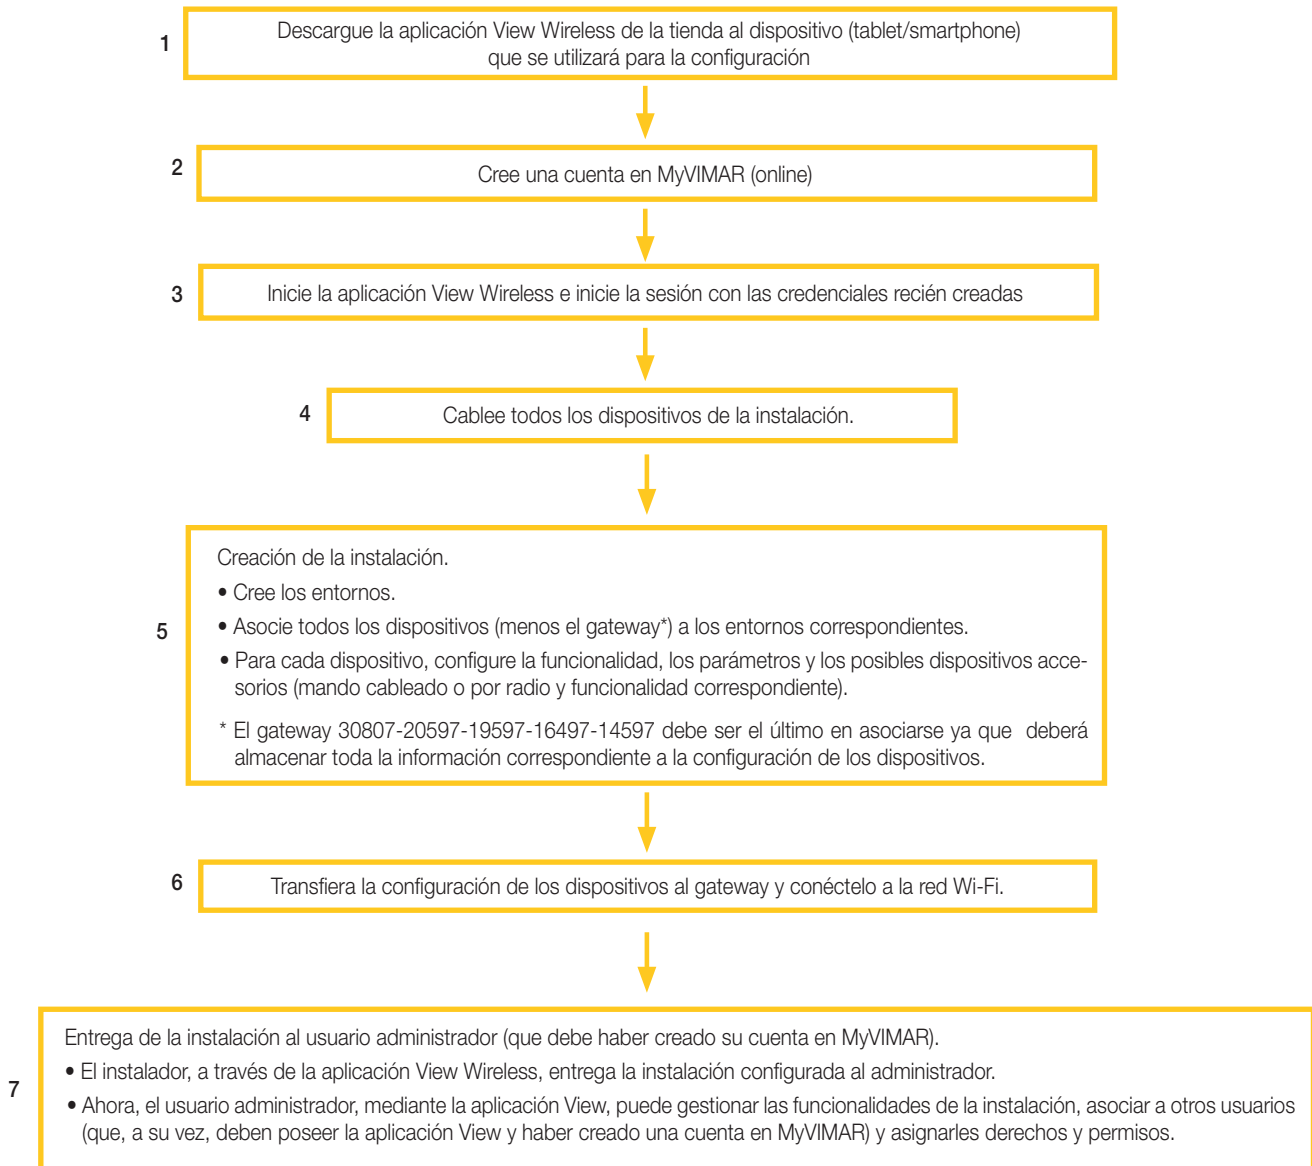 1
Descargue la aplicación View Wireless de la tienda al dispositivo (tablet/smartphone)
que se utilizará para la configuración
2
Cree una cuenta en MyVIMAR (online)
3
Inicie la aplicación View Wireless e inicie la sesión con las credenciales recién creadas
4
Cablee todos los dispositivos de la instalación.
5
Creación de la instalación.
• Cree los entornos.
• Asocie todos los dispositivos (menos el gateway*) a los entornos correspondientes.
• Para cada dispositivo, configure la funcionalidad, los parámetros y los posibles dispositivos acce-
sorios (mando cableado o por radio y funcionalidad correspondiente).
* El gateway 30807-20597-19597-16497-14597 debe ser el último en asociarse ya que deberá
almacenar toda la información correspondiente a la configuración de los dispositivos.
6
Transfiera la configuración de los dispositivos al gateway y conéctelo a la red Wi-Fi.
7
Entrega de la instalación al usuario administrador (que debe haber creado su cuenta en MyVIMAR).
• El instalador, a través de la aplicación View Wireless, entrega la instalación configurada al administrador.
• Ahora, el usuario administrador, mediante la aplicación View, puede gestionar las funcionalidades de la instalación, asociar a otros usuarios
(que, a su vez, deben poseer la aplicación View y haber creado una cuenta en MyVIMAR) y asignarles derechos y permisos.